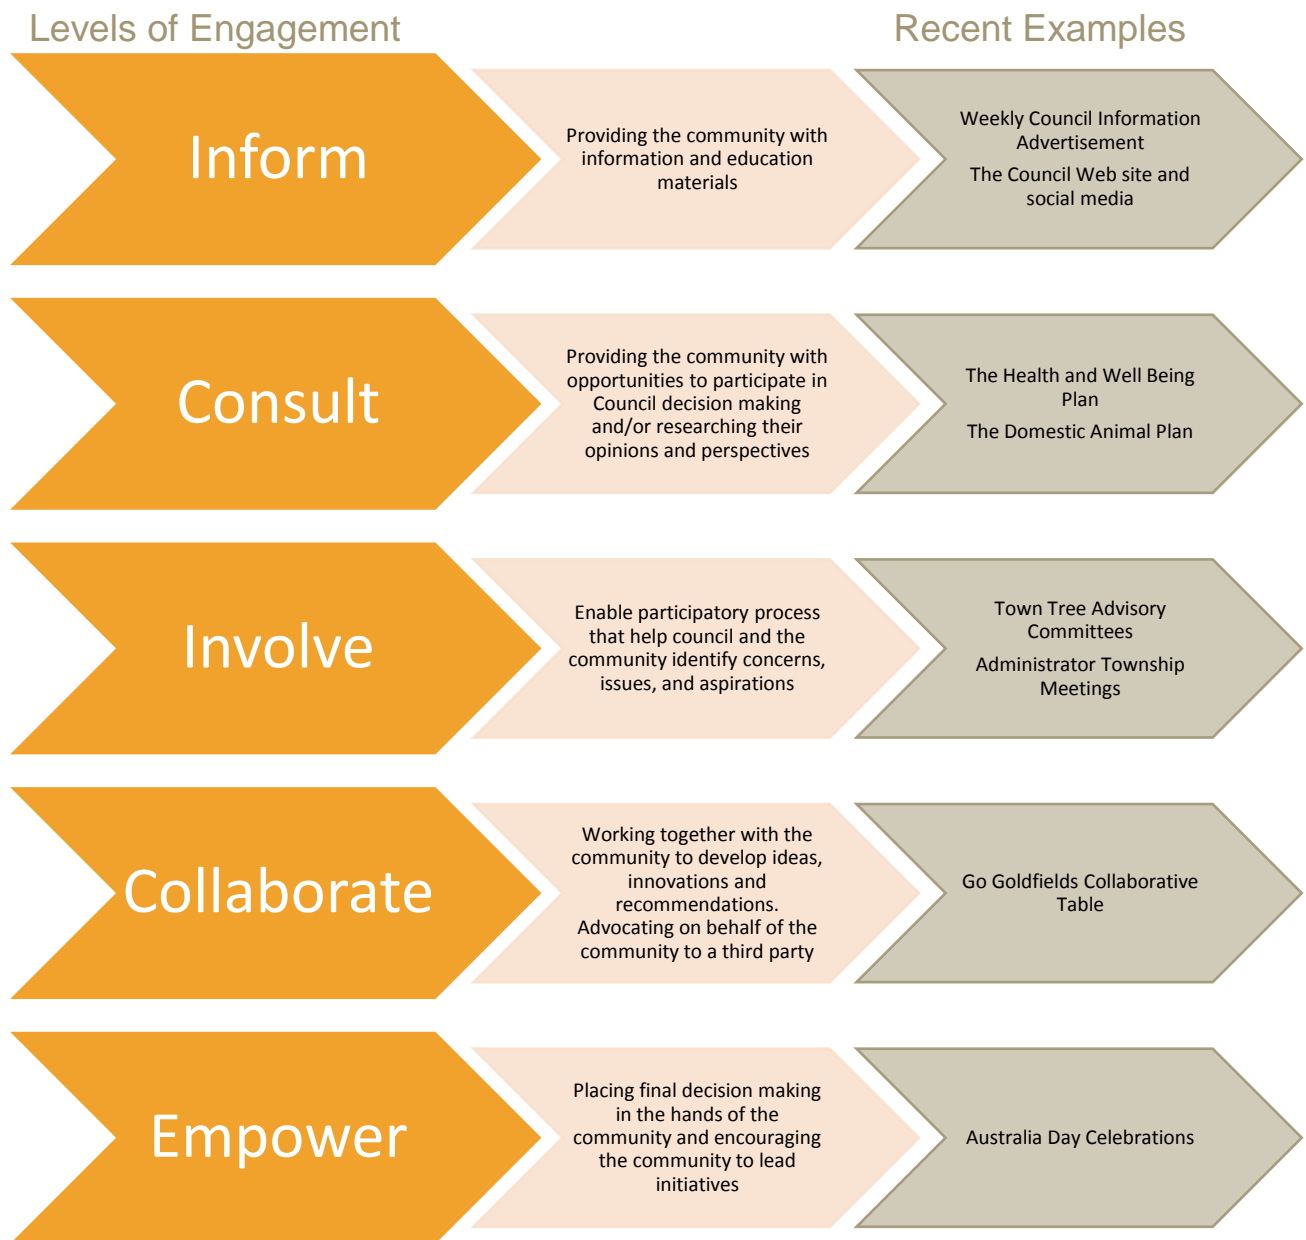 Levels of Engagement
Recent Examples
Inform
Providing the community with
information and education
materials
Weekly Council Information
Advertisement
The Council Web site and
social media
Consult
Providing the community with
opportunities to participate in
Council decision making
and/or researching their
opinions and perspectives
The Health and Well Being
Plan
The Domestic Animal Plan
Involve
Enable participatory process
that help council and the
community identify concerns,
issues, and aspirations
Town Tree Advisory
Committees
Administrator Township
Meetings
Collaborate
Working together with the
community to develop ideas,
innovations and
recommendations.
Advocating on behalf of the
community to a third party
Go Goldfields Collaborative
Table
Empower
Placing final decision making
in the hands of the
community and encouraging
the community to lead
initiatives
Australia Day Celebrations